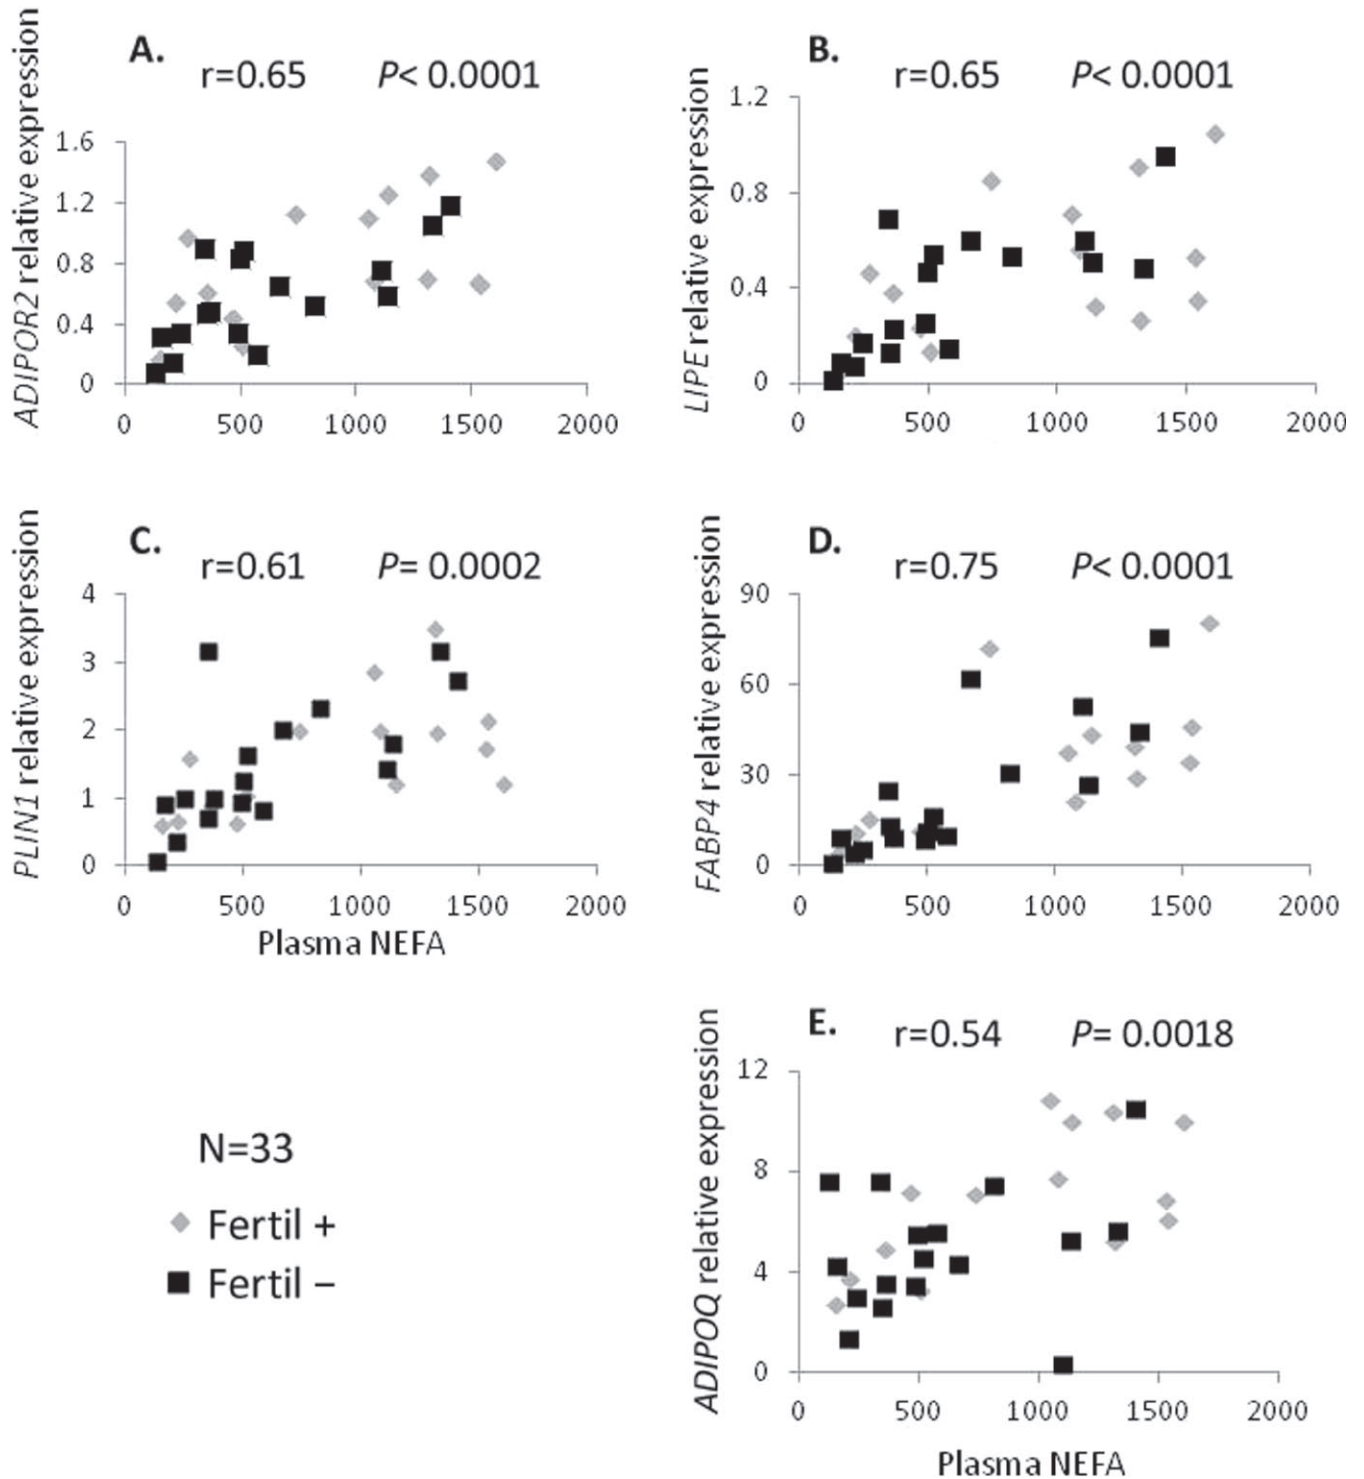 A.
r=0.65 P< 0.0001
ADIPOR2 relative expression
1.6
1.2
0.8
0.4
0
0 500 1000 1500 2000
B.
r=0.65 P< 0.0001
LIPE relative expression
1.2
0.8
0.4
0
0 500 1000 1500 2000
C.
r=0.61 P= 0.0002
PLIN1 relative expression
4
3
2
1
0
0 500 1000 1500 2000
Plasma NEFA
D.
r=0.75 P< 0.0001
FABP4 relative expression
90
60
30
0
0 500 1000 1500 2000
E.
r=0.54 P= 0.0018
ADIPOQ relative expression
12
8
4
0
0 500 1000 1500 2000
Plasma NEFA
N=33
Fertil +
Fertil –